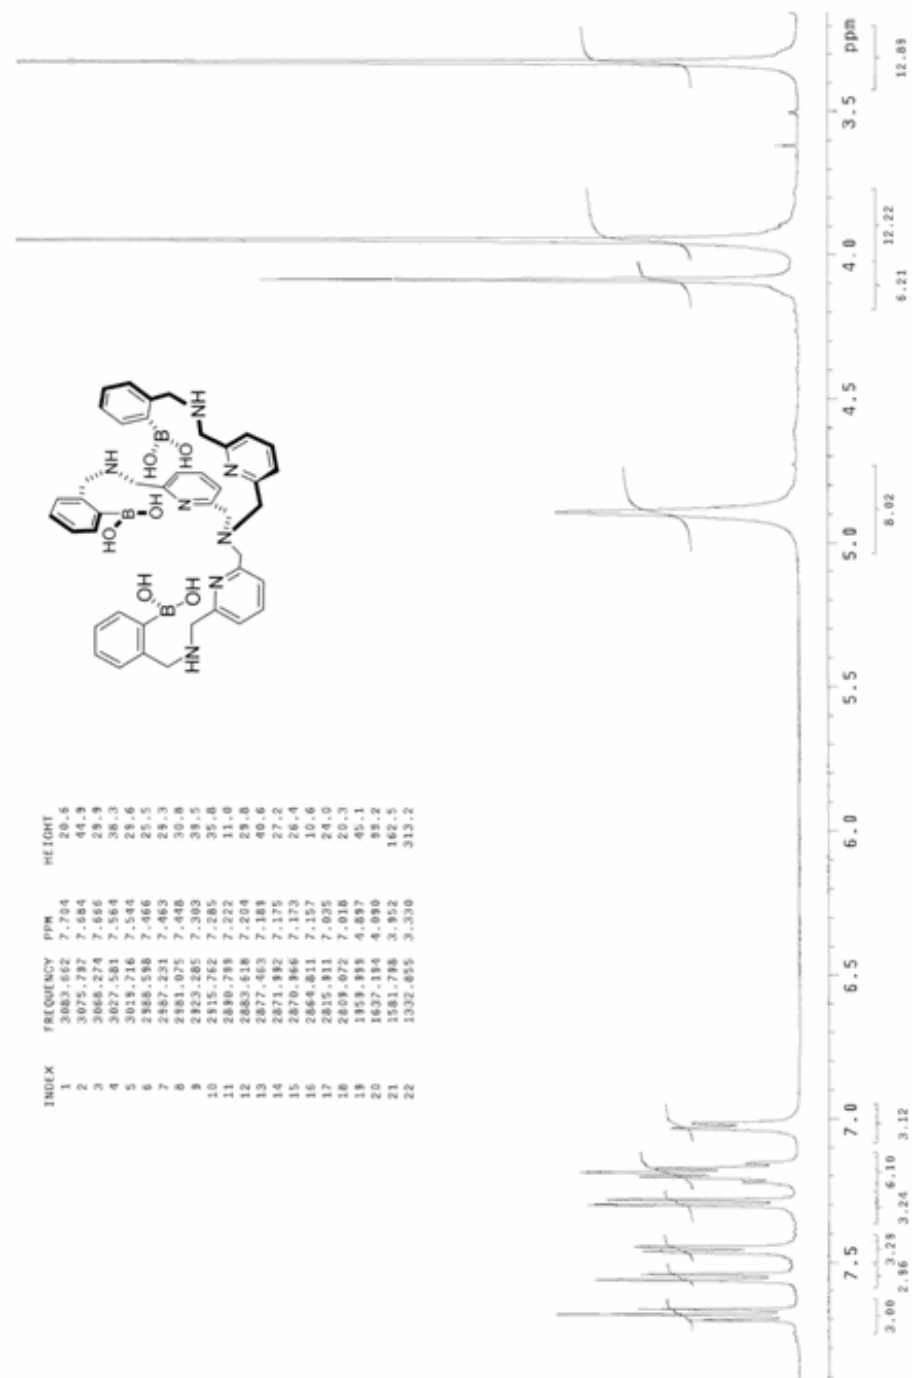 INDEX FREQUENCY PPM HEIGHT
1 3083.662 7.704 20.6
2 3075.797 7.684 44.9
3 3068.274 7.666 29.9
4 3027.581 7.564 38.3
5 3019.716 7.544 29.6
6 2988.598 7.466 25.5
7 2987.231 7.463 29.3
8 2981.075 7.448 30.8
9 2923.285 7.303 39.5
10 2915.762 7.285 35.8
11 2890.799 7.222 11.0
12 2883.618 7.204 29.8
13 2877.463 7.189 40.6
14 2871.992 7.175 27.2
15 2870.966 7.173 26.4
16 2864.811 7.157 10.6
17 2815.911 7.035 24.0
18 2809.072 7.018 20.3
19 1959.999 4.897 45.1
20 1637.194 4.090 99.2
21 1581.798 3.952 162.5
22 1332.855 3.330 313.2
HO NH
B
OH OH HO
B B
HN N HO
OH NH
N N N
7.5 7.0 6.5 6.0 5.5 5.0 4.5 4.0 3.5 ppm
3.00 3.29 6.10 3.12 8.02 12.22 12.89
2.96 3.24 6.21